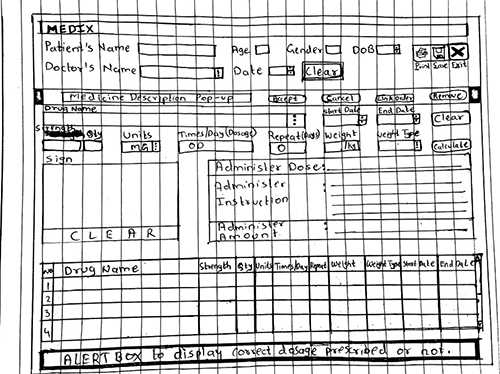 MEDIX
Patient's Name Age Gender DOB
Print Save Exit
Doctor's Name Date Clear
Medicine Description Pop-up Accept Cancel Link order Remove
Drug Name Start Date End Date Clear
Strength Qty Units Times/Day (Dosage) Repeat (Days) Weight Weight Type
MG OD 0 /kg Calculate
Sign
CLEAR
Administer Dose:
Administer
Instruction
Administer
Amount
NO Drug Name Strength Qty Units Times/Day Repeat Weight Weight Type Start Date End Date
1
2
3
4
ALERT BOX to display correct dosage prescribed or not.